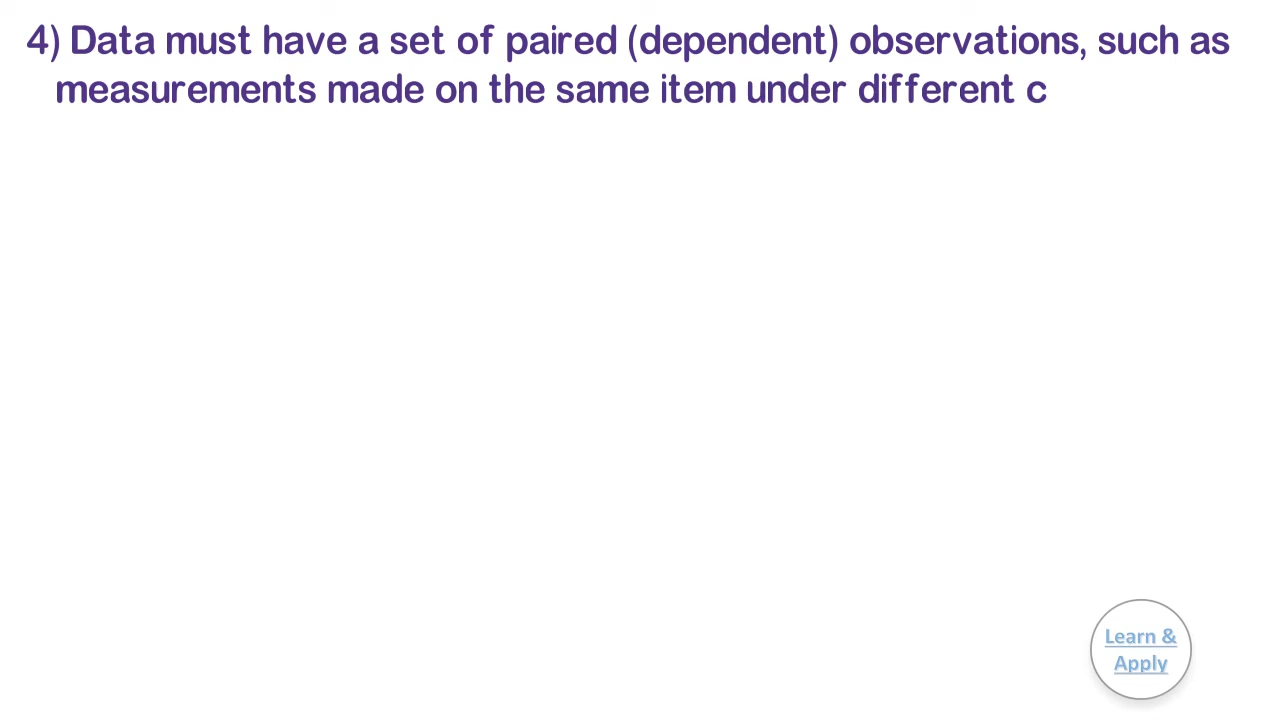 4) Data must have a set of paired (dependent) observations, such as
measurements made on the same item under different c
Learn &
Apply